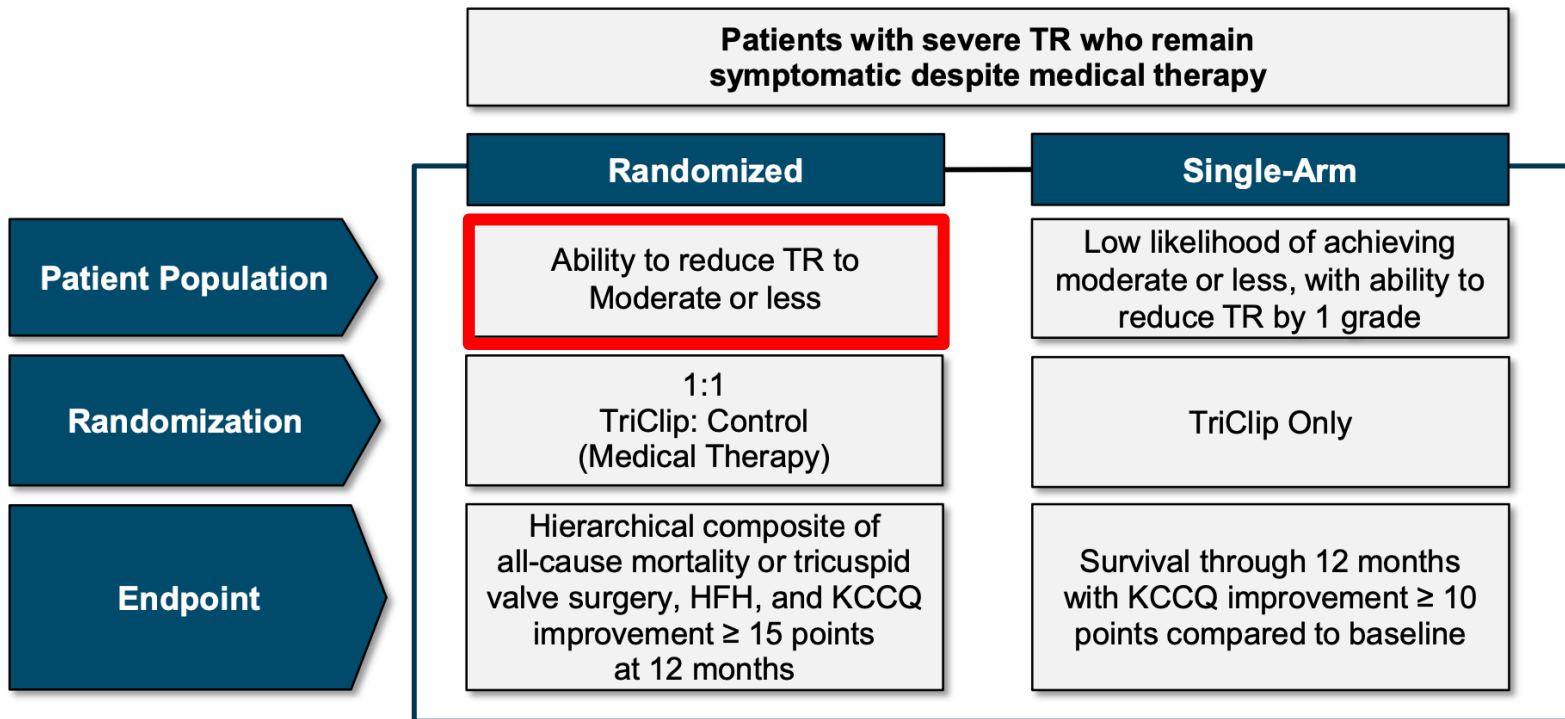 Patients with severe TR who remain
symptomatic despite medical therapy
Randomized
Single-Arm
Patient Population
Ability to reduce TR to
Moderate or less
Low likelihood of achieving
moderate or less, with ability to
reduce TR by 1 grade
Randomization
1:1
TriClip: Control
(Medical Therapy)
TriClip Only
Endpoint
Hierarchical composite of
all-cause mortality or tricuspid
valve surgery, HFH, and KCCQ
improvement ≥ 15 points
at 12 months
Survival through 12 months
with KCCQ improvement ≥ 10
points compared to baseline